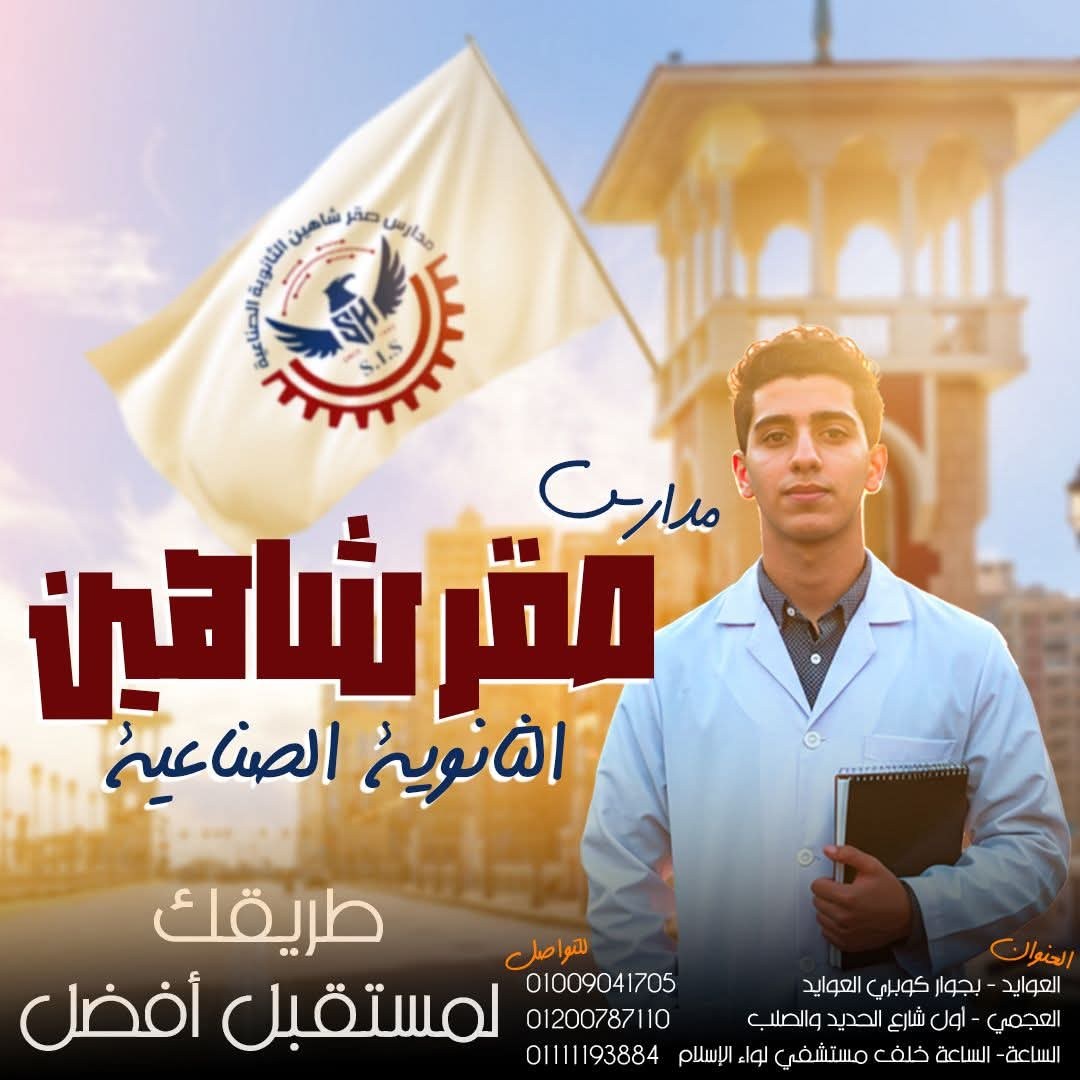 مدارس صقر شاهين الثانوية الصناعية
SH
S.I.S
مدارس
صقر شاهين
الثانوية الصناعية
طريقك
لمستقبل أفضل
العنوان
العوايد - بجوار كوبري العوايد
العجمي - أول شارع الحديد والصلب
الساعة- الساعة خلف مستشفي لواء الإسلام
للتواصل
01009041705
01200787110
01111193884